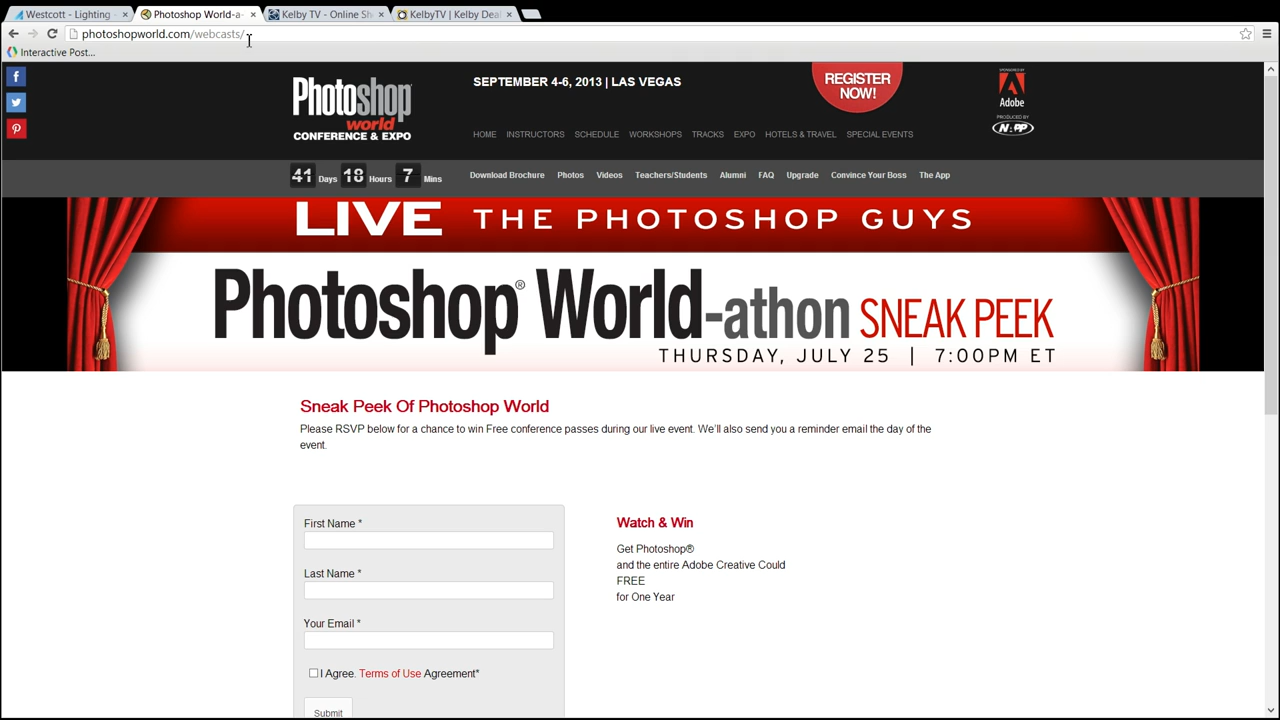 Westcott - Lighting
Photoshop World-a
Kelby TV - Online Sh
KelbyTV | Kelby Dea
photoshopworld.com/webcasts/
Interactive Post...
Photoshop
world
CONFERENCE & EXPO
SEPTEMBER 4-6, 2013 | LAS VEGAS
REGISTER
NOW!
SPONSORED BY
Adobe
PRODUCED BY
NAPP
HOME INSTRUCTORS SCHEDULE WORKSHOPS TRACKS EXPO HOTELS & TRAVEL SPECIAL EVENTS
41 Days 18 Hours 7 Mins
Download Brochure Photos Videos Teachers/Students Alumni FAQ Upgrade Convince Your Boss The App
LIVE THE PHOTOSHOP GUYS
Photoshop® World-athon SNEAK PEEK
THURSDAY, JULY 25 | 7:00PM ET
Sneak Peek Of Photoshop World
Please RSVP below for a chance to win Free conference passes during our live event. We'll also send you a reminder email the day of the
event.
First Name *
Last Name *
Your Email *
I Agree. Terms of Use Agreement*
Submit
Watch & Win
Get Photoshop®
and the entire Adobe Creative Could
FREE
for One Year